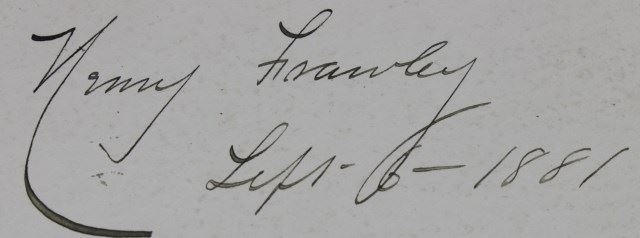 Henry Frawley
Sept- 6- 1881